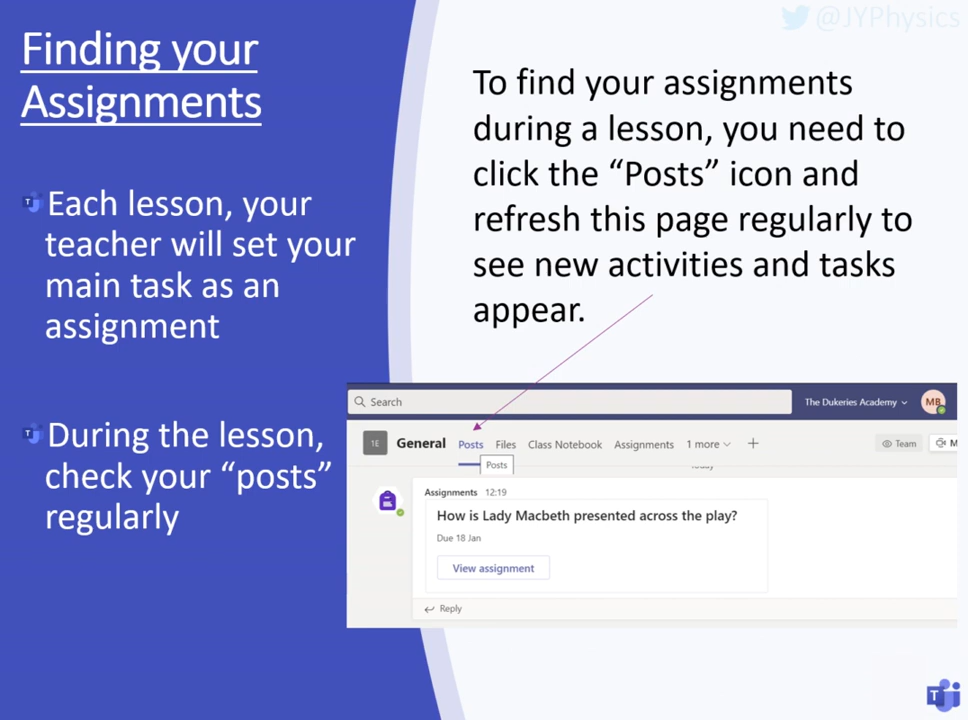 @JYPhysics
Finding your
Assignments
Each lesson, your
teacher will set your
main task as an
assignment
During the lesson,
check your “posts”
regularly
To find your assignments
during a lesson, you need to
click the “Posts” icon and
refresh this page regularly to
see new activities and tasks
appear.
Search
The Dukeries Academy
MB
1E
General Posts Files Class Notebook Assignments 1 more
Team
M
Posts
Today
Assignments 12:19
How is Lady Macbeth presented across the play?
Due 18 Jan
View assignment
Reply